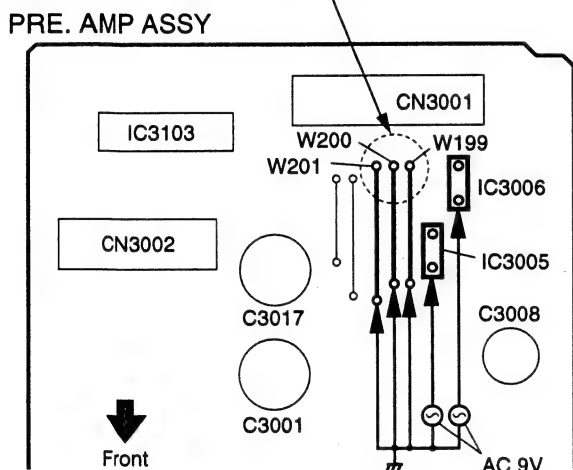 PRE. AMP ASSY
CN3001
IC3103
W200
W199
W201
IC3006
CN3002
IC3005
C3017
C3008
C3001
Front
AC 9V